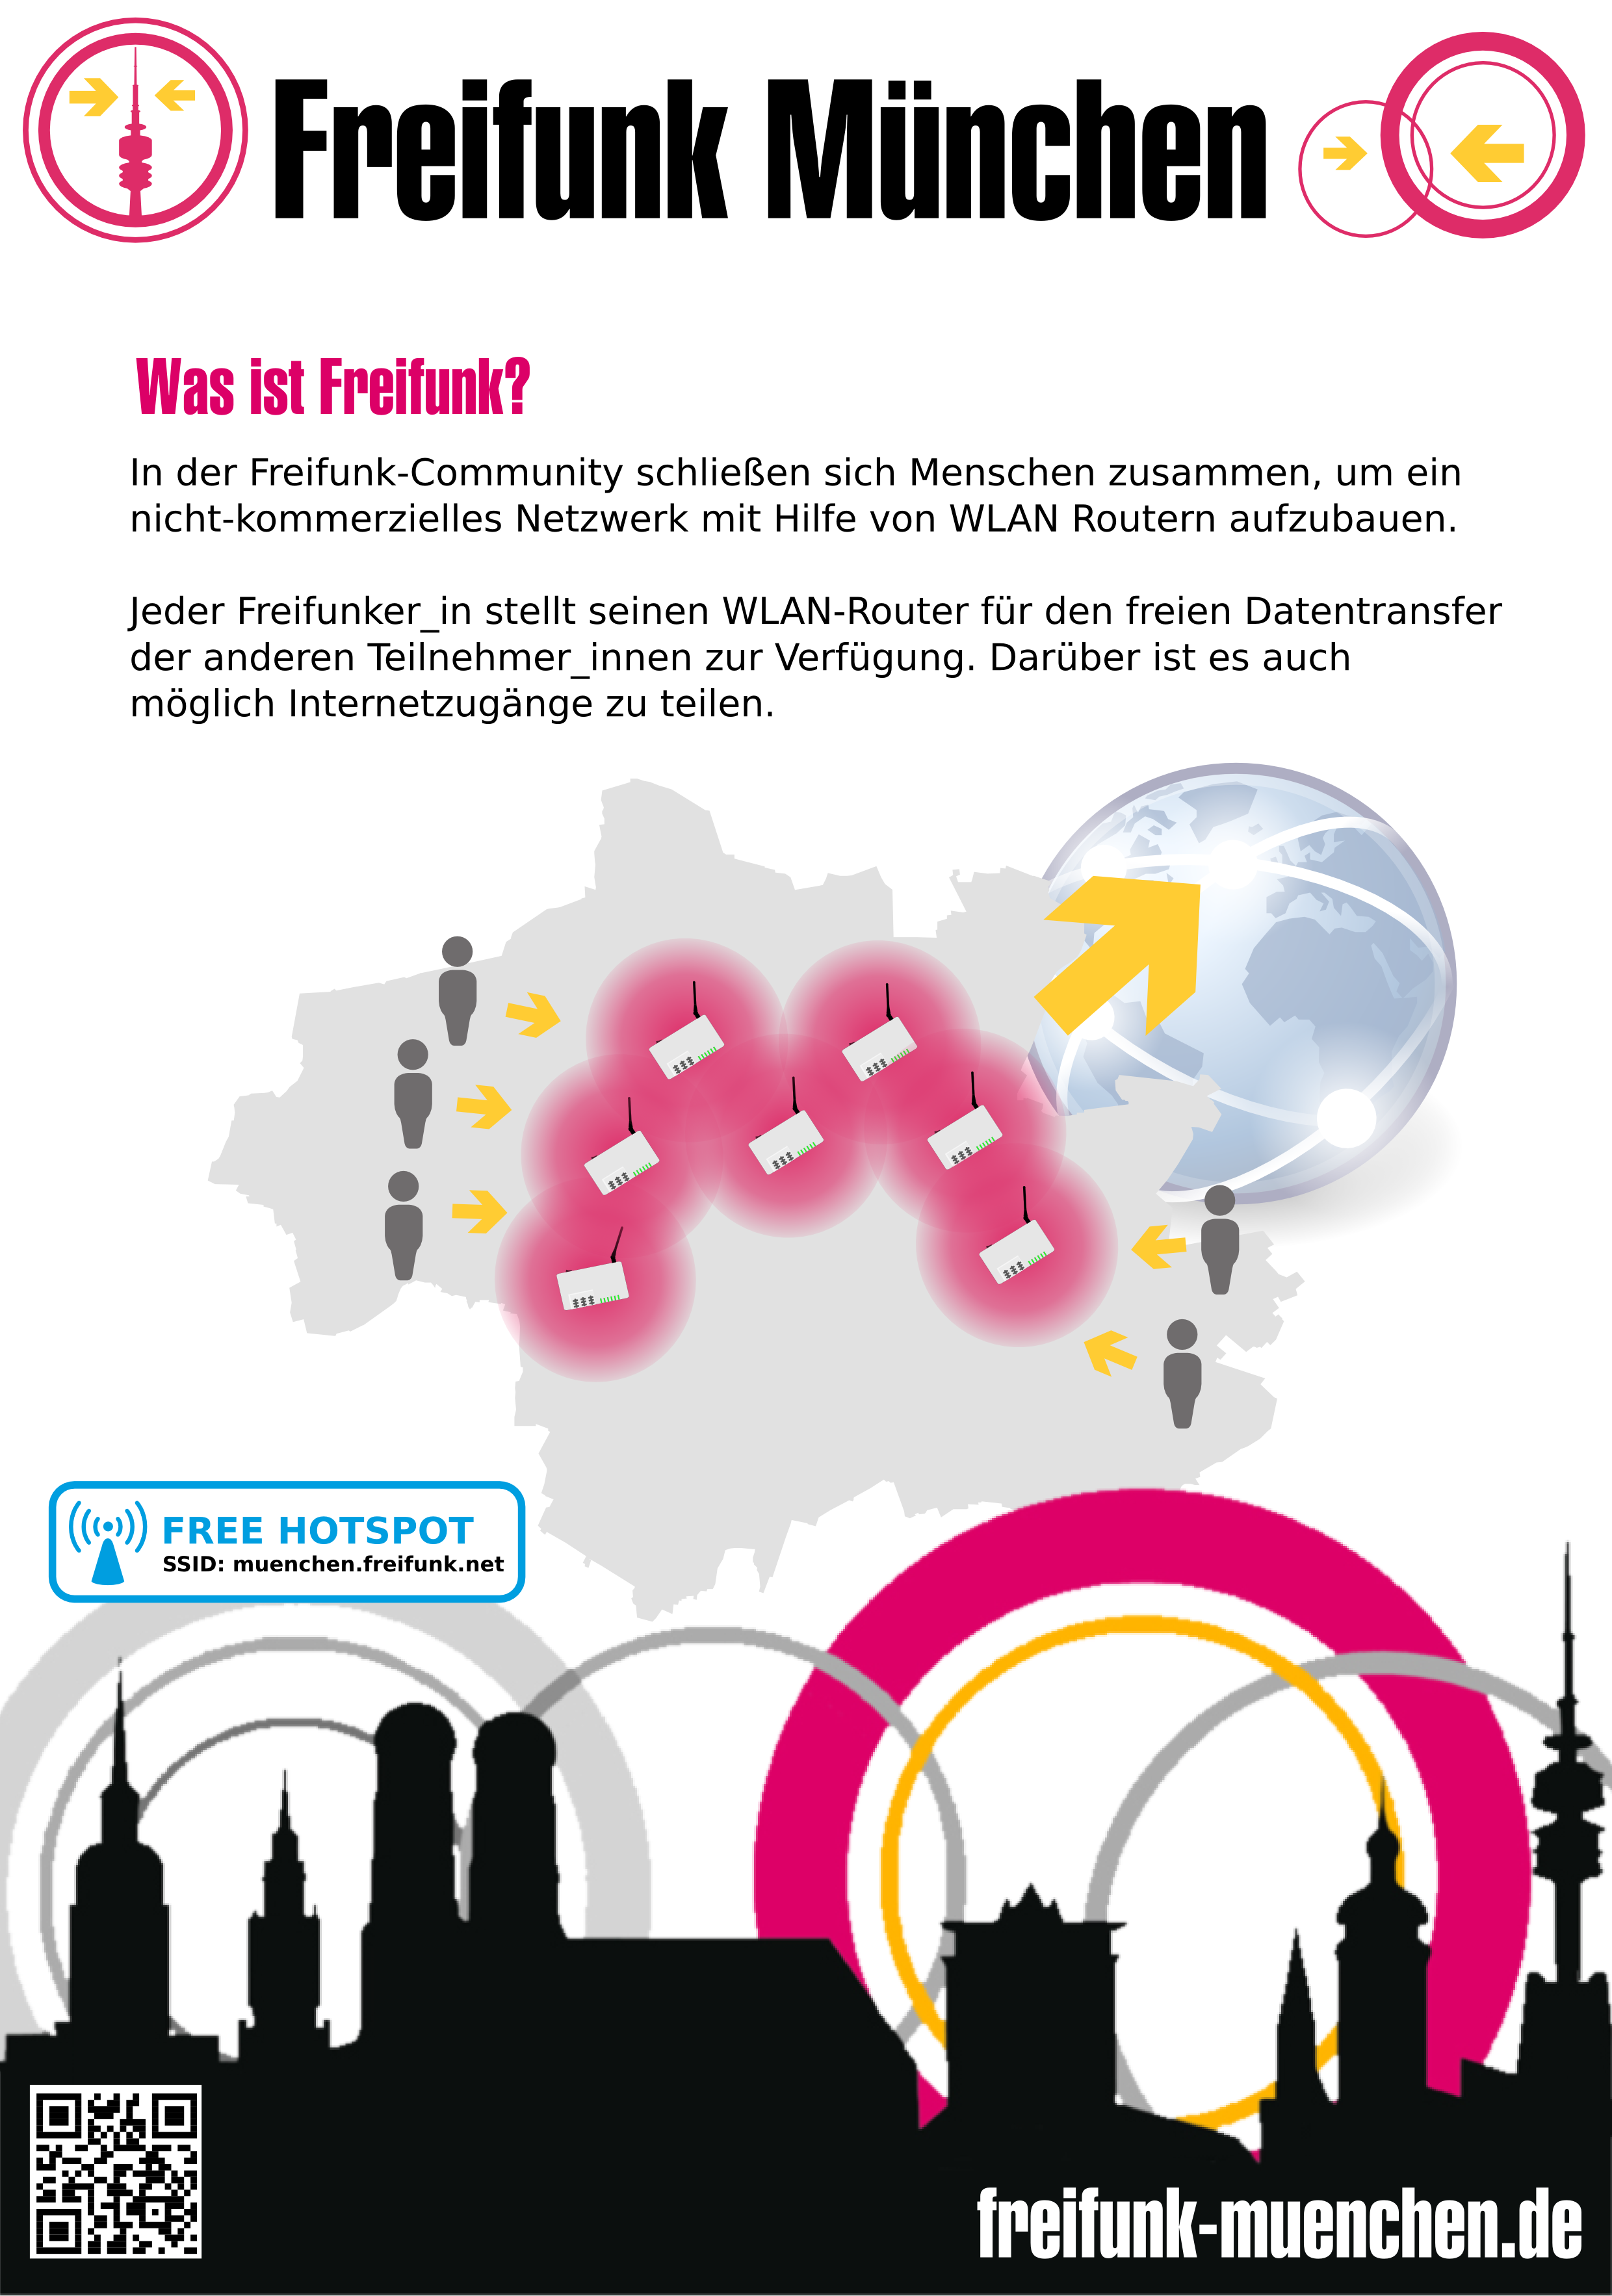 Freifunk München
Was ist Freifunk?
In der Freifunk-Community schließen sich Menschen zusammen, um ein
nicht-kommerzielles Netzwerk mit Hilfe von WLAN Routern aufzubauen.
Jeder Freifunker_in stellt seinen WLAN-Router für den freien Datentransfer
der anderen Teilnehmer_innen zur Verfügung. Darüber ist es auch
möglich Internetzugänge zu teilen.
FREE HOTSPOT
SSID: muenchen.freifunk.net
freifunk-muenchen.de